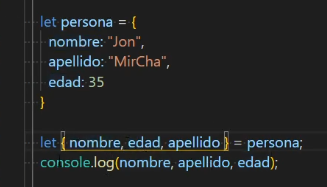 let persona = {
nombre: "Jon",
apellido: "MirCha",
edad: 35
}
let { nombre, edad, apellido } = persona;
console.log(nombre, apellido, edad);